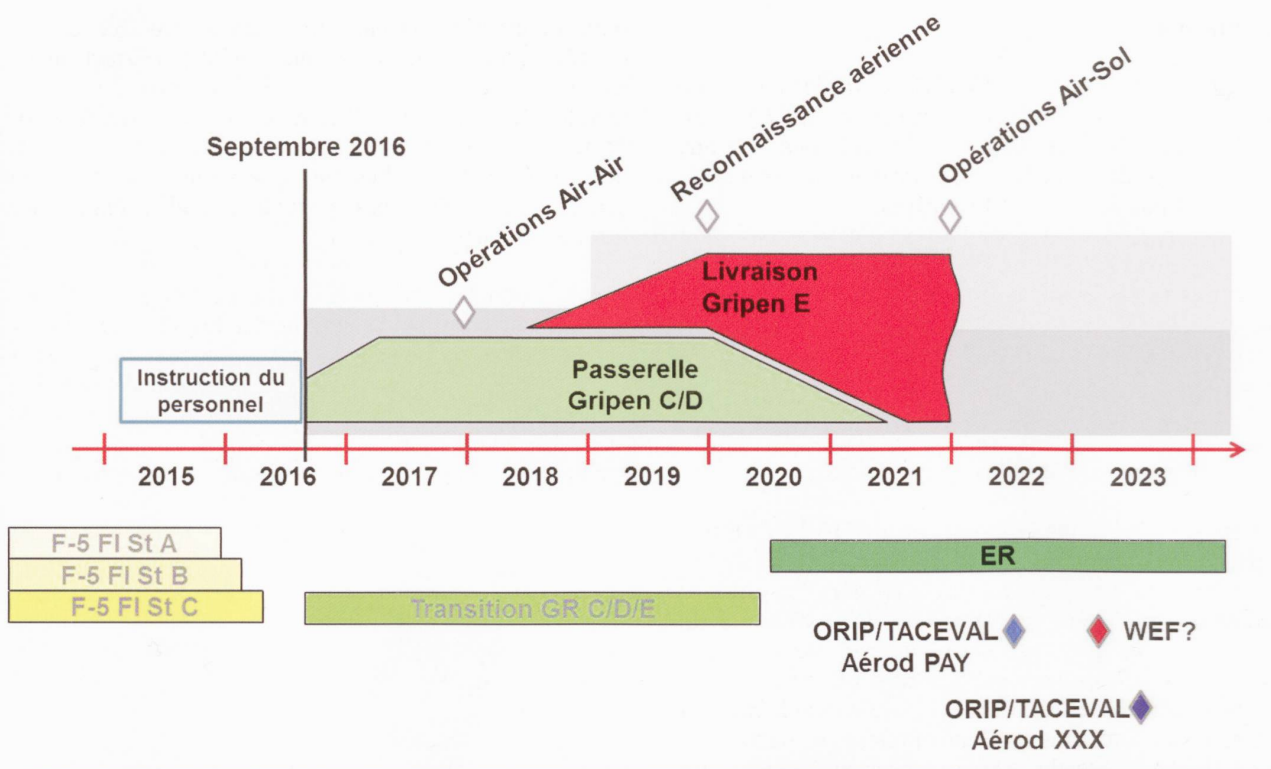 Septembre 2016
Opérations Air-Air
Reconnaissance aérienne
Opérations Air-Sol
Livraison
Gripen E
Instruction du
personnel
Passerelle
Gripen C/D
2015 2016 2017 2018 2019 2020 2021 2022 2023
F-5 Fl St A
F-5 Fl St B
F-5 Fl St C
ER
Transition GR C/D/E
ORIP/TACEVAL
Aérod PAY
WEF?
ORIP/TACEVAL
Aérod XXX